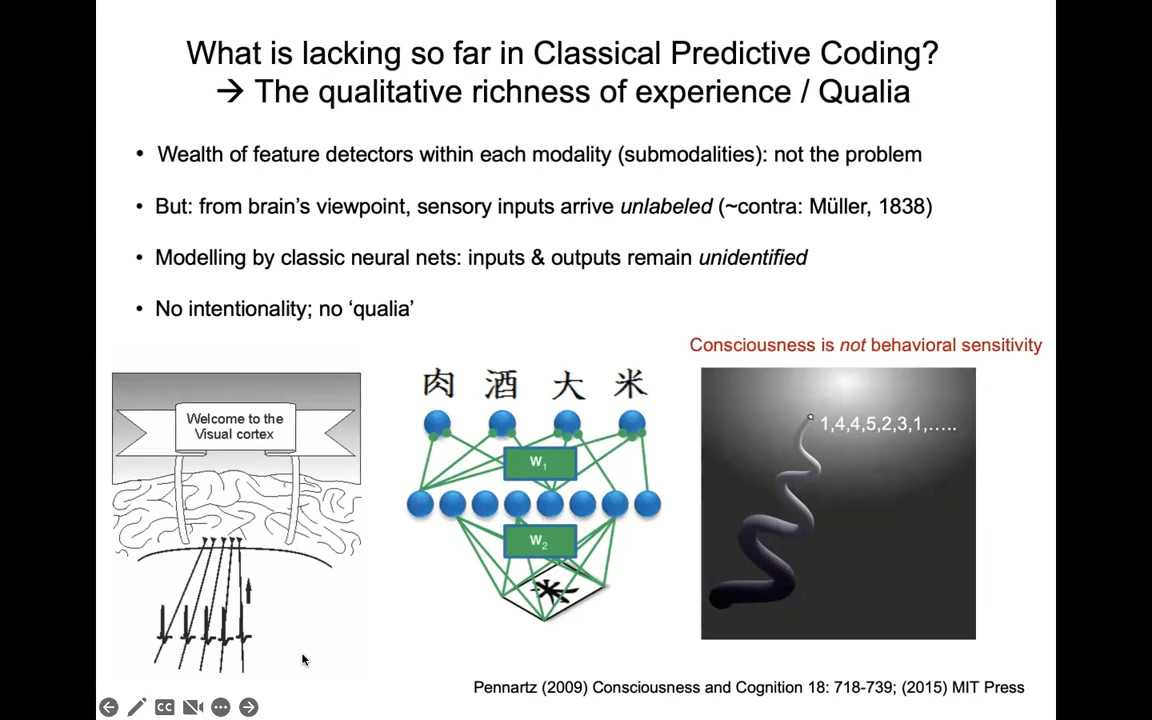 What is lacking so far in Classical Predictive Coding?
→ The qualitative richness of experience / Qualia
• Wealth of feature detectors within each modality (submodalities): not the problem
• But: from brain's viewpoint, sensory inputs arrive unlabeled (~contra: Müller, 1838)
• Modelling by classic neural nets: inputs & outputs remain unidentified
• No intentionality; no 'qualia'
Consciousness is not behavioral sensitivity
Welcome to the
Visual cortex
肉 酒 大 米
W1
W2
米
1,4,4,5,2,3,1,.....
Pennartz (2009) Consciousness and Cognition 18: 718-739; (2015) MIT Press
CC